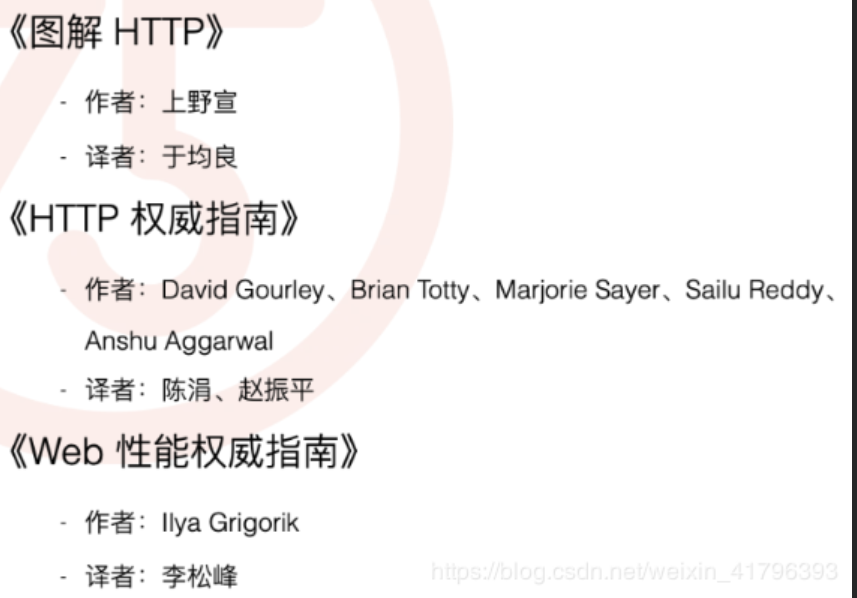 《图解 HTTP》
- 作者：上野宣
- 译者：于均良
《HTTP 权威指南》
- 作者：David Gourley、Brian Totty、Marjorie Sayer、Sailu Reddy、
Anshu Aggarwal
- 译者：陈涓、赵振平
《Web 性能权威指南》
- 作者：Ilya Grigorik
- 译者：李松峰
https://blog.csdn.net/weixin_41796393